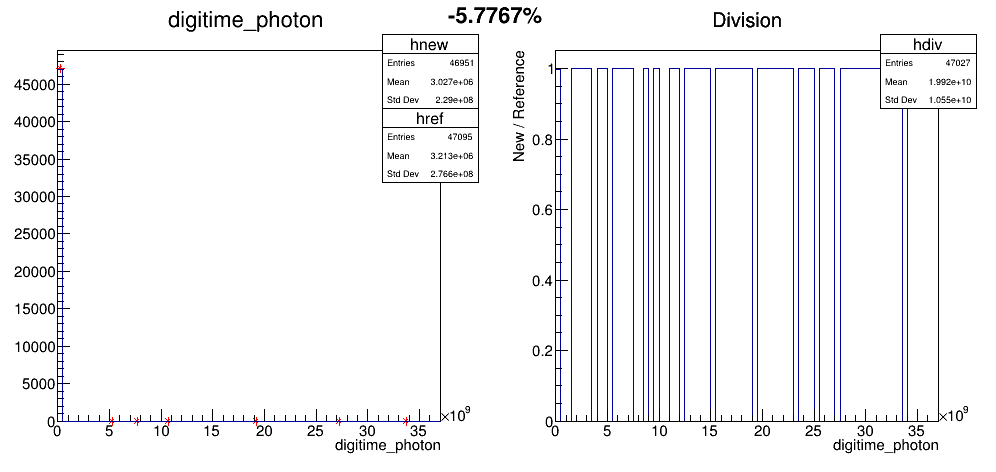 -5.7767%
digitime_photon
hnew
Entries 46951
Mean 3.027e+06
Std Dev 2.29e+08
href
Entries 47095
Mean 3.213e+06
Std Dev 2.766e+08
45000
40000
35000
30000
25000
20000
15000
10000
5000
0
0 5 10 15 20 25 30 35 ×10⁹
digitime_photon
Division
hdiv
Entries 47027
Mean 1.992e+10
Std Dev 1.055e+10
New / Reference
1
0.8
0.6
0.4
0.2
0
0 5 10 15 20 25 30 35 ×10⁹
digitime_photon